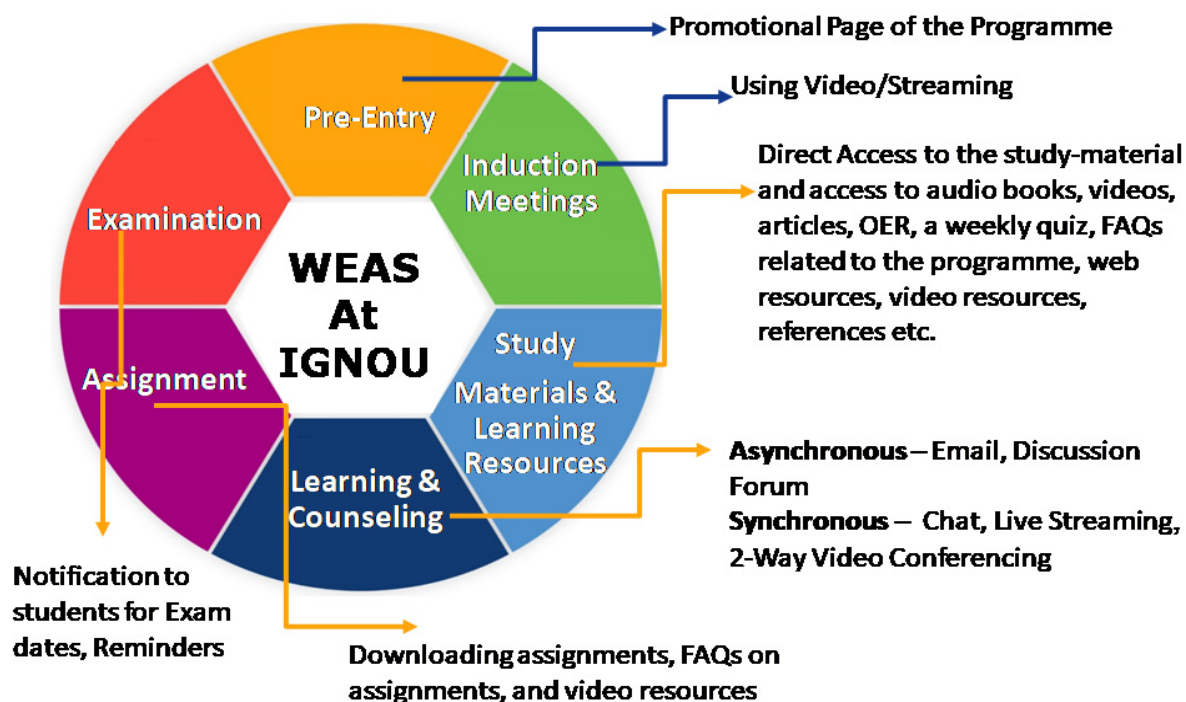 Promotional Page of the Programme
Pre-Entry
Using Video/Streaming
Induction
Meetings
Direct Access to the study-material
and access to audio books, videos,
articles, OER, a weekly quiz, FAQs
related to the programme, web
resources, video resources,
references etc.
Examination
WEAS
At
IGNOU
Study
Materials &
Learning
Resources
Assignment
Learning &
Counseling
Asynchronous – Email, Discussion
Forum
Synchronous – Chat, Live Streaming,
2-Way Video Conferencing
Notification to
students for Exam
dates, Reminders
Downloading assignments, FAQs on
assignments, and video resources